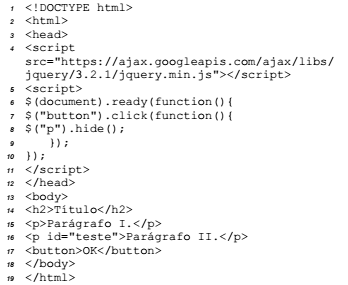 1 <!DOCTYPE html>
2 <html>
3 <head>
4 <script
src="https://ajax.googleapis.com/ajax/libs/
jquery/3.2.1/jquery.min.js"></script>
5 <script>
6 $(document).ready(function(){
7 $("button").click(function(){
8 $("p").hide();
9 });
10 });
11 </script>
12 </head>
13 <body>
14 <h2>Título</h2>
15 <p>Parágrafo I.</p>
16 <p id="teste">Parágrafo II.</p>
17 <button>OK</button>
18 </body>
19 </html>